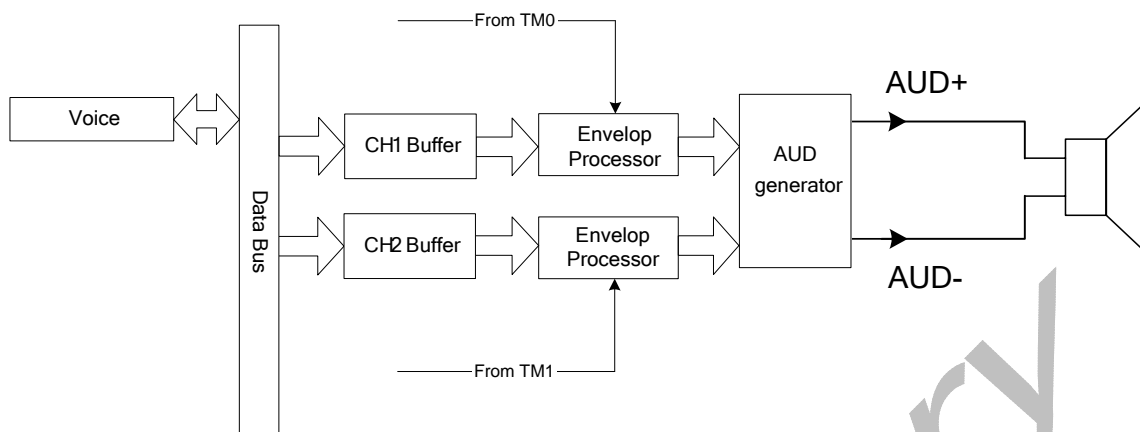 From TM0
AUD+
Voice
CH1 Buffer
Envelop
Processor
AUD
generator
Data Bus
CH2 Buffer
Envelop
Processor
AUD-
From TM1
ry